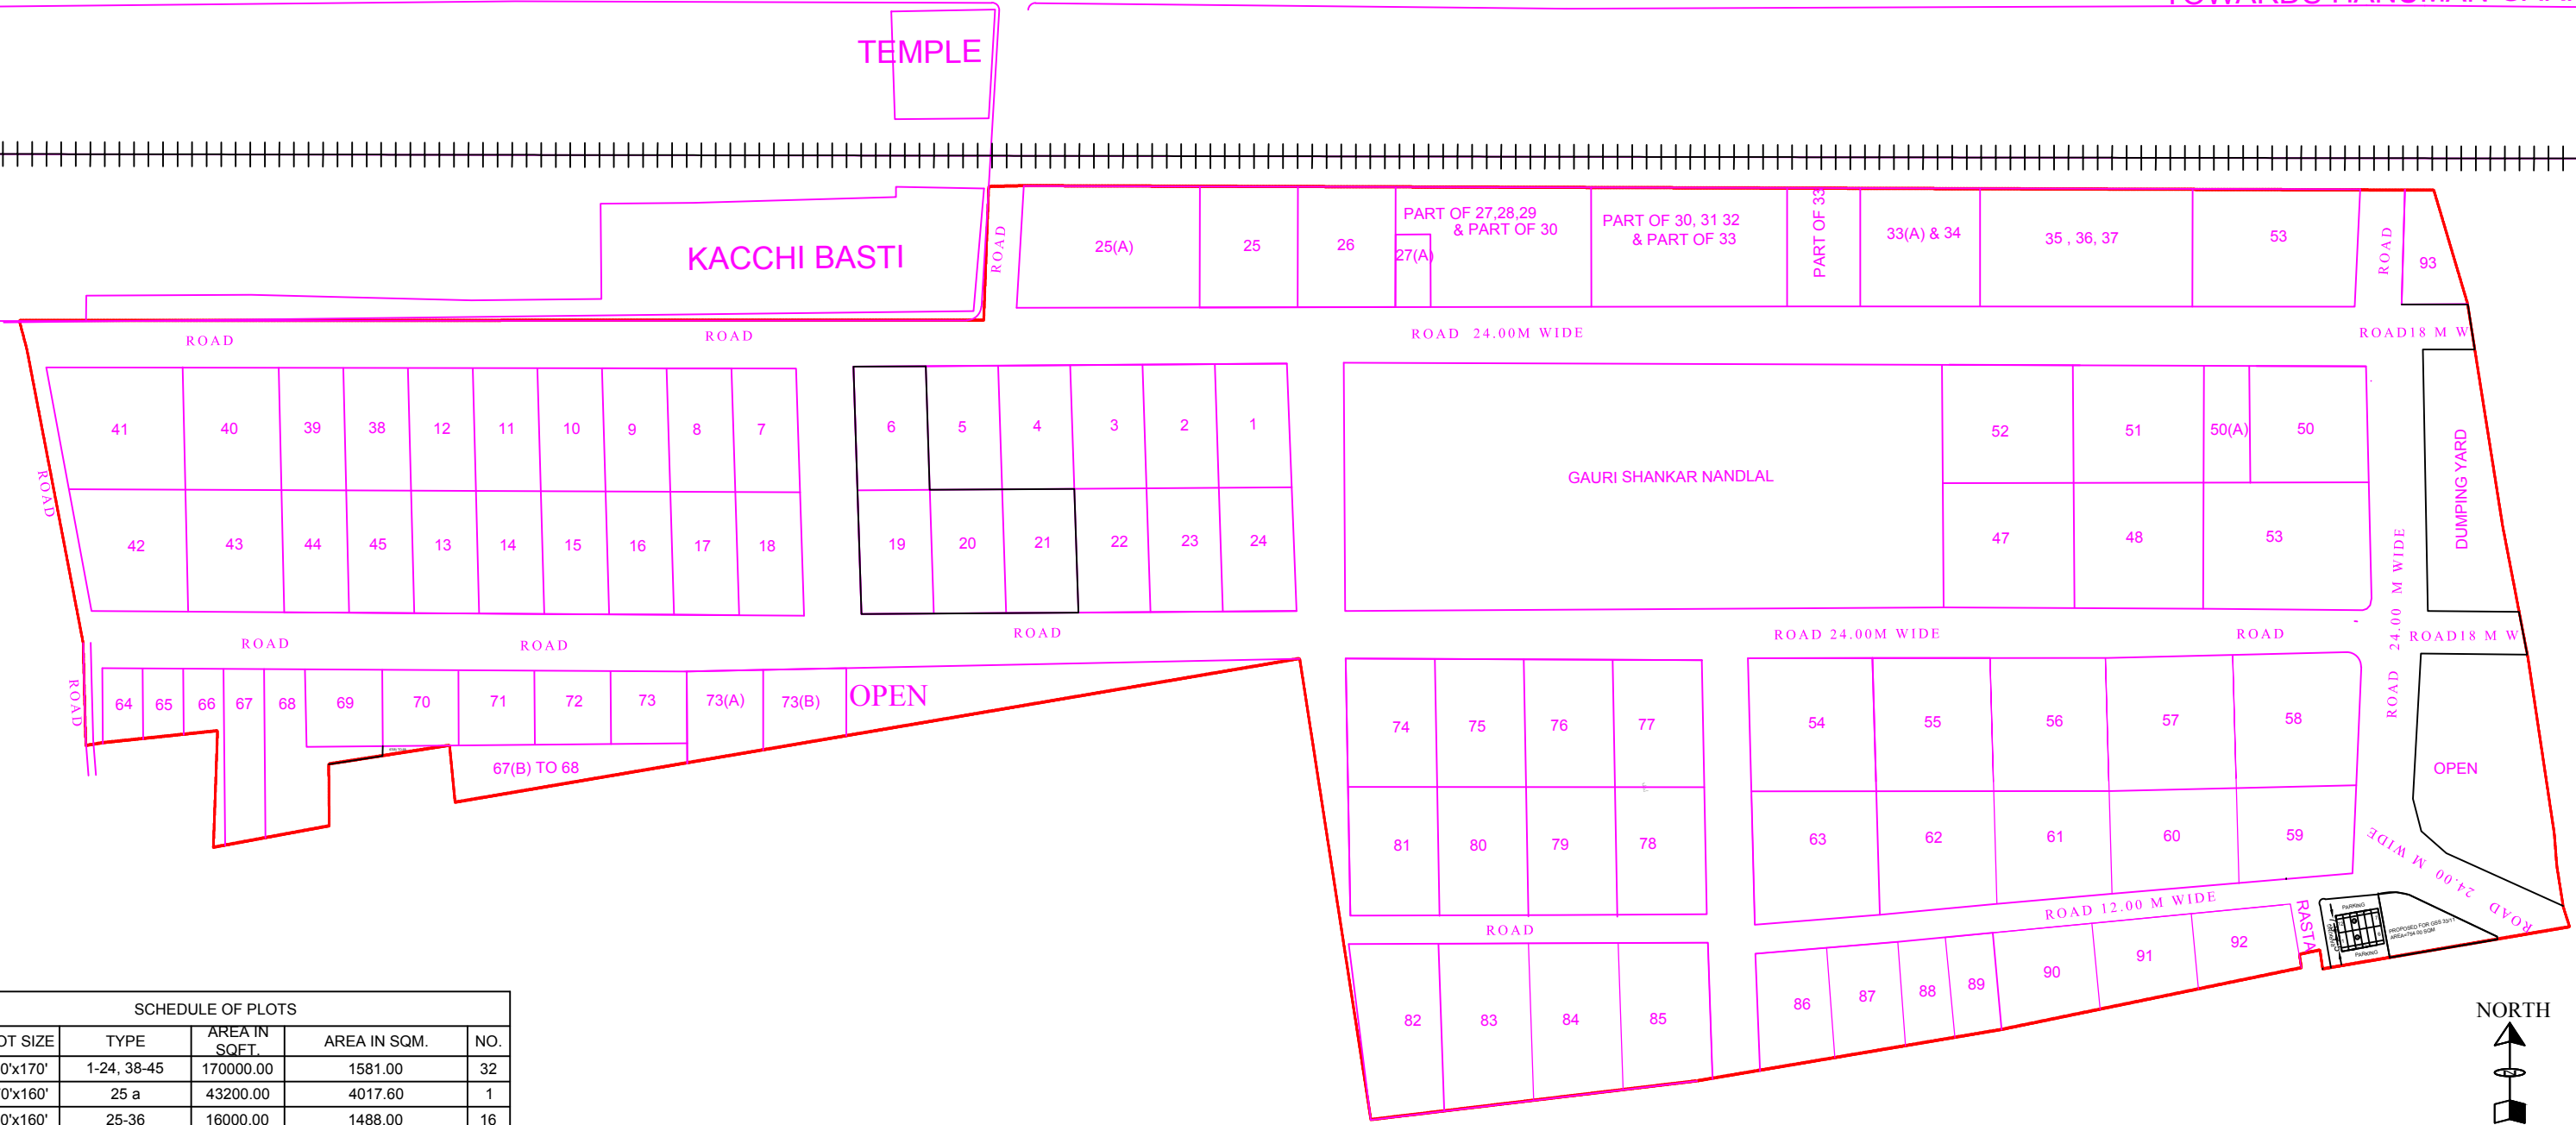 TEMPLE
KACCHI BASTI
ROAD
25(A)
25
26
PART OF 27,28,29
& PART OF 30
27(A)
PART OF 30, 31 32
& PART OF 33
PART OF 33
33(A) & 34
35 , 36, 37
53
ROAD
93
ROAD
ROAD
ROAD 24.00M WIDE
ROAD18 M W
41
40
39
38
12
11
10
9
8
7
6
5
4
3
2
1
GAURI SHANKAR NANDLAL
52
51
50(A)
50
DUMPING YARD
ROAD
42
43
44
45
13
14
15
16
17
18
19
20
21
22
23
24
47
48
53
ROAD 24.00 M WIDE
ROAD
ROAD
ROAD
ROAD 24.00M WIDE
ROAD
ROAD18 M W
ROAD
64
65
66
67
68
69
70
71
72
73
73(A)
73(B)
OPEN
67(B) TO 68
74
75
76
77
54
55
56
57
58
OPEN
81
80
79
78
63
62
61
60
59
ROAD 24.00 M WIDE
ROAD
ROAD 12.00 M WIDE
RASTA
PARKING
PARKING
82
83
84
85
86
87
88
89
90
91
92
NORTH
SCHEDULE OF PLOTS
OT SIZE TYPE AREA IN SQFT. AREA IN SQM. NO.
0'x170' 1-24, 38-45 170000.00 1581.00 32
0'x160' 25 a 43200.00 4017.60 1
0'x160' 25-36 16000.00 1488.00 16